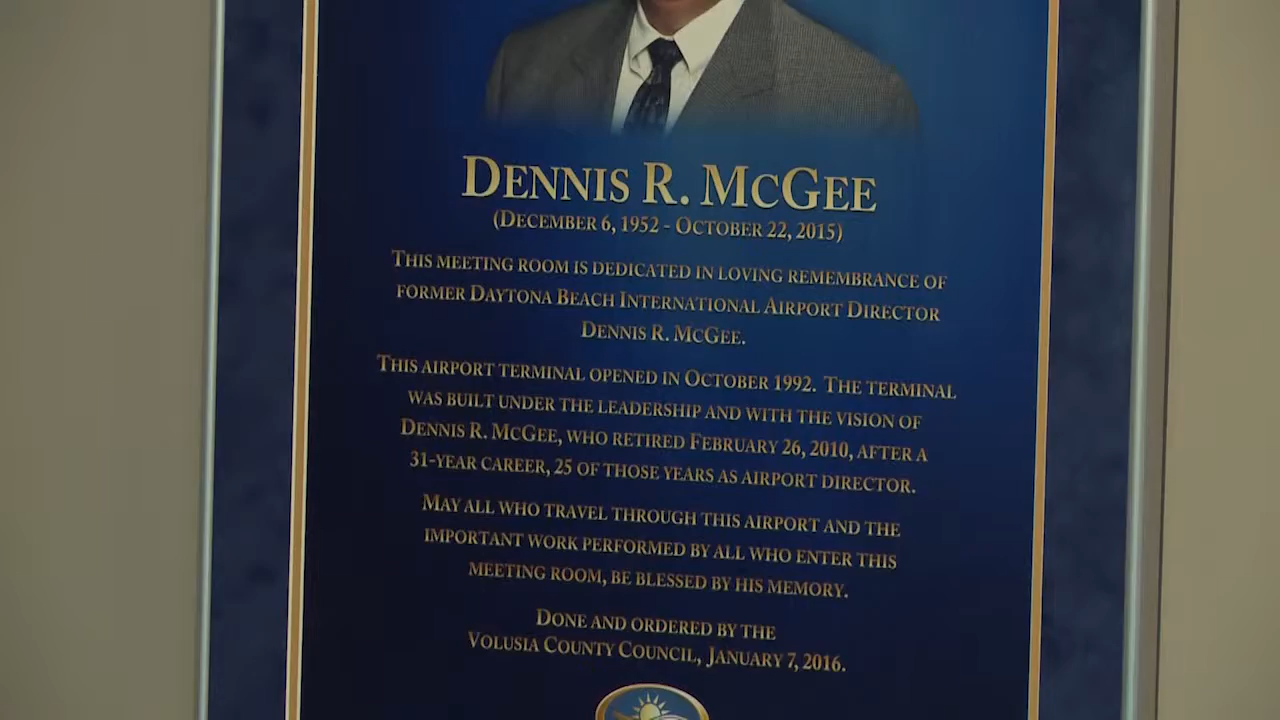 DENNIS R. MCGEE
(DECEMBER 6, 1952 - OCTOBER 22, 2015)
THIS MEETING ROOM IS DEDICATED IN LOVING REMEMBRANCE OF
FORMER DAYTONA BEACH INTERNATIONAL AIRPORT DIRECTOR
DENNIS R. MCGEE.
THIS AIRPORT TERMINAL OPENED IN OCTOBER 1992. THE TERMINAL
WAS BUILT UNDER THE LEADERSHIP AND WITH THE VISION OF
DENNIS R. MCGEE, WHO RETIRED FEBRUARY 26, 2010, AFTER A
31-YEAR CAREER, 25 OF THOSE YEARS AS AIRPORT DIRECTOR.
MAY ALL WHO TRAVEL THROUGH THIS AIRPORT AND THE
IMPORTANT WORK PERFORMED BY ALL WHO ENTER THIS
MEETING ROOM, BE BLESSED BY HIS MEMORY.
DONE AND ORDERED BY THE
VOLUSIA COUNTY COUNCIL, JANUARY 7, 2016.